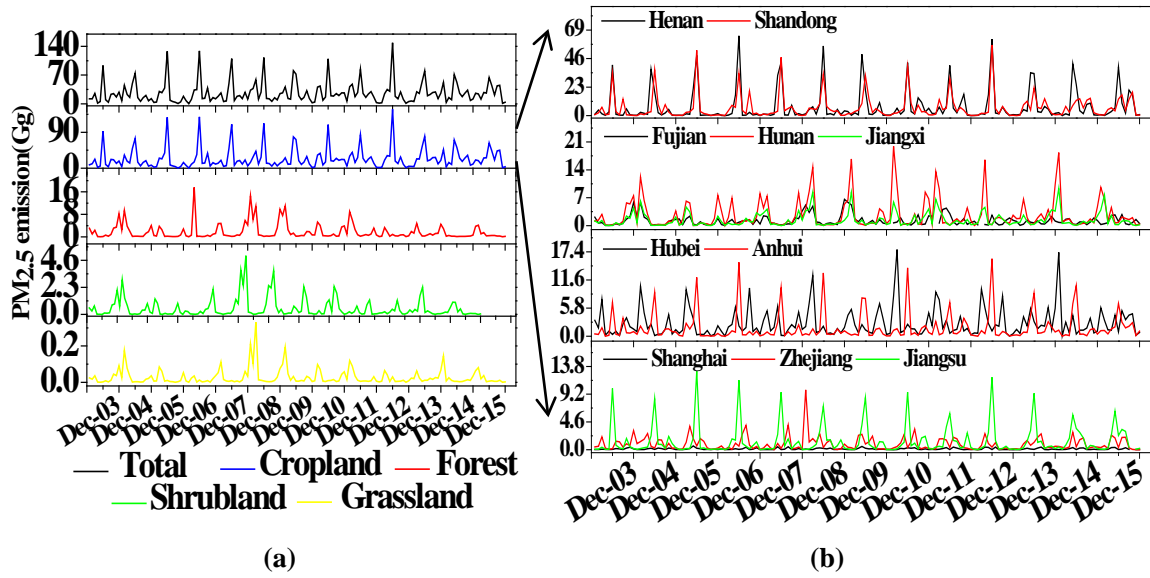 (a)
PM2.5 emission(Gg)
140
70
0
90
0
16
8
0
4.6
2.3
0.0
0.2
0.0
Dec-03
Dec-04
Dec-05
Dec-06
Dec-07
Dec-08
Dec-09
Dec-10
Dec-11
Dec-12
Dec-13
Dec-14
Dec-15
Total Cropland Forest
Shrubland Grassland
(a)
(b)
Henan Shandong
69
46
23
0
Fujian Hunan Jiangxi
21
14
7
0
Hubei Anhui
17.4
11.6
5.8
0.0
Shanghai Zhejiang Jiangsu
13.8
9.2
4.6
0.0
Dec-03
Dec-04
Dec-05
Dec-06
Dec-07
Dec-08
Dec-09
Dec-10
Dec-11
Dec-12
Dec-13
Dec-14
Dec-15
(b)